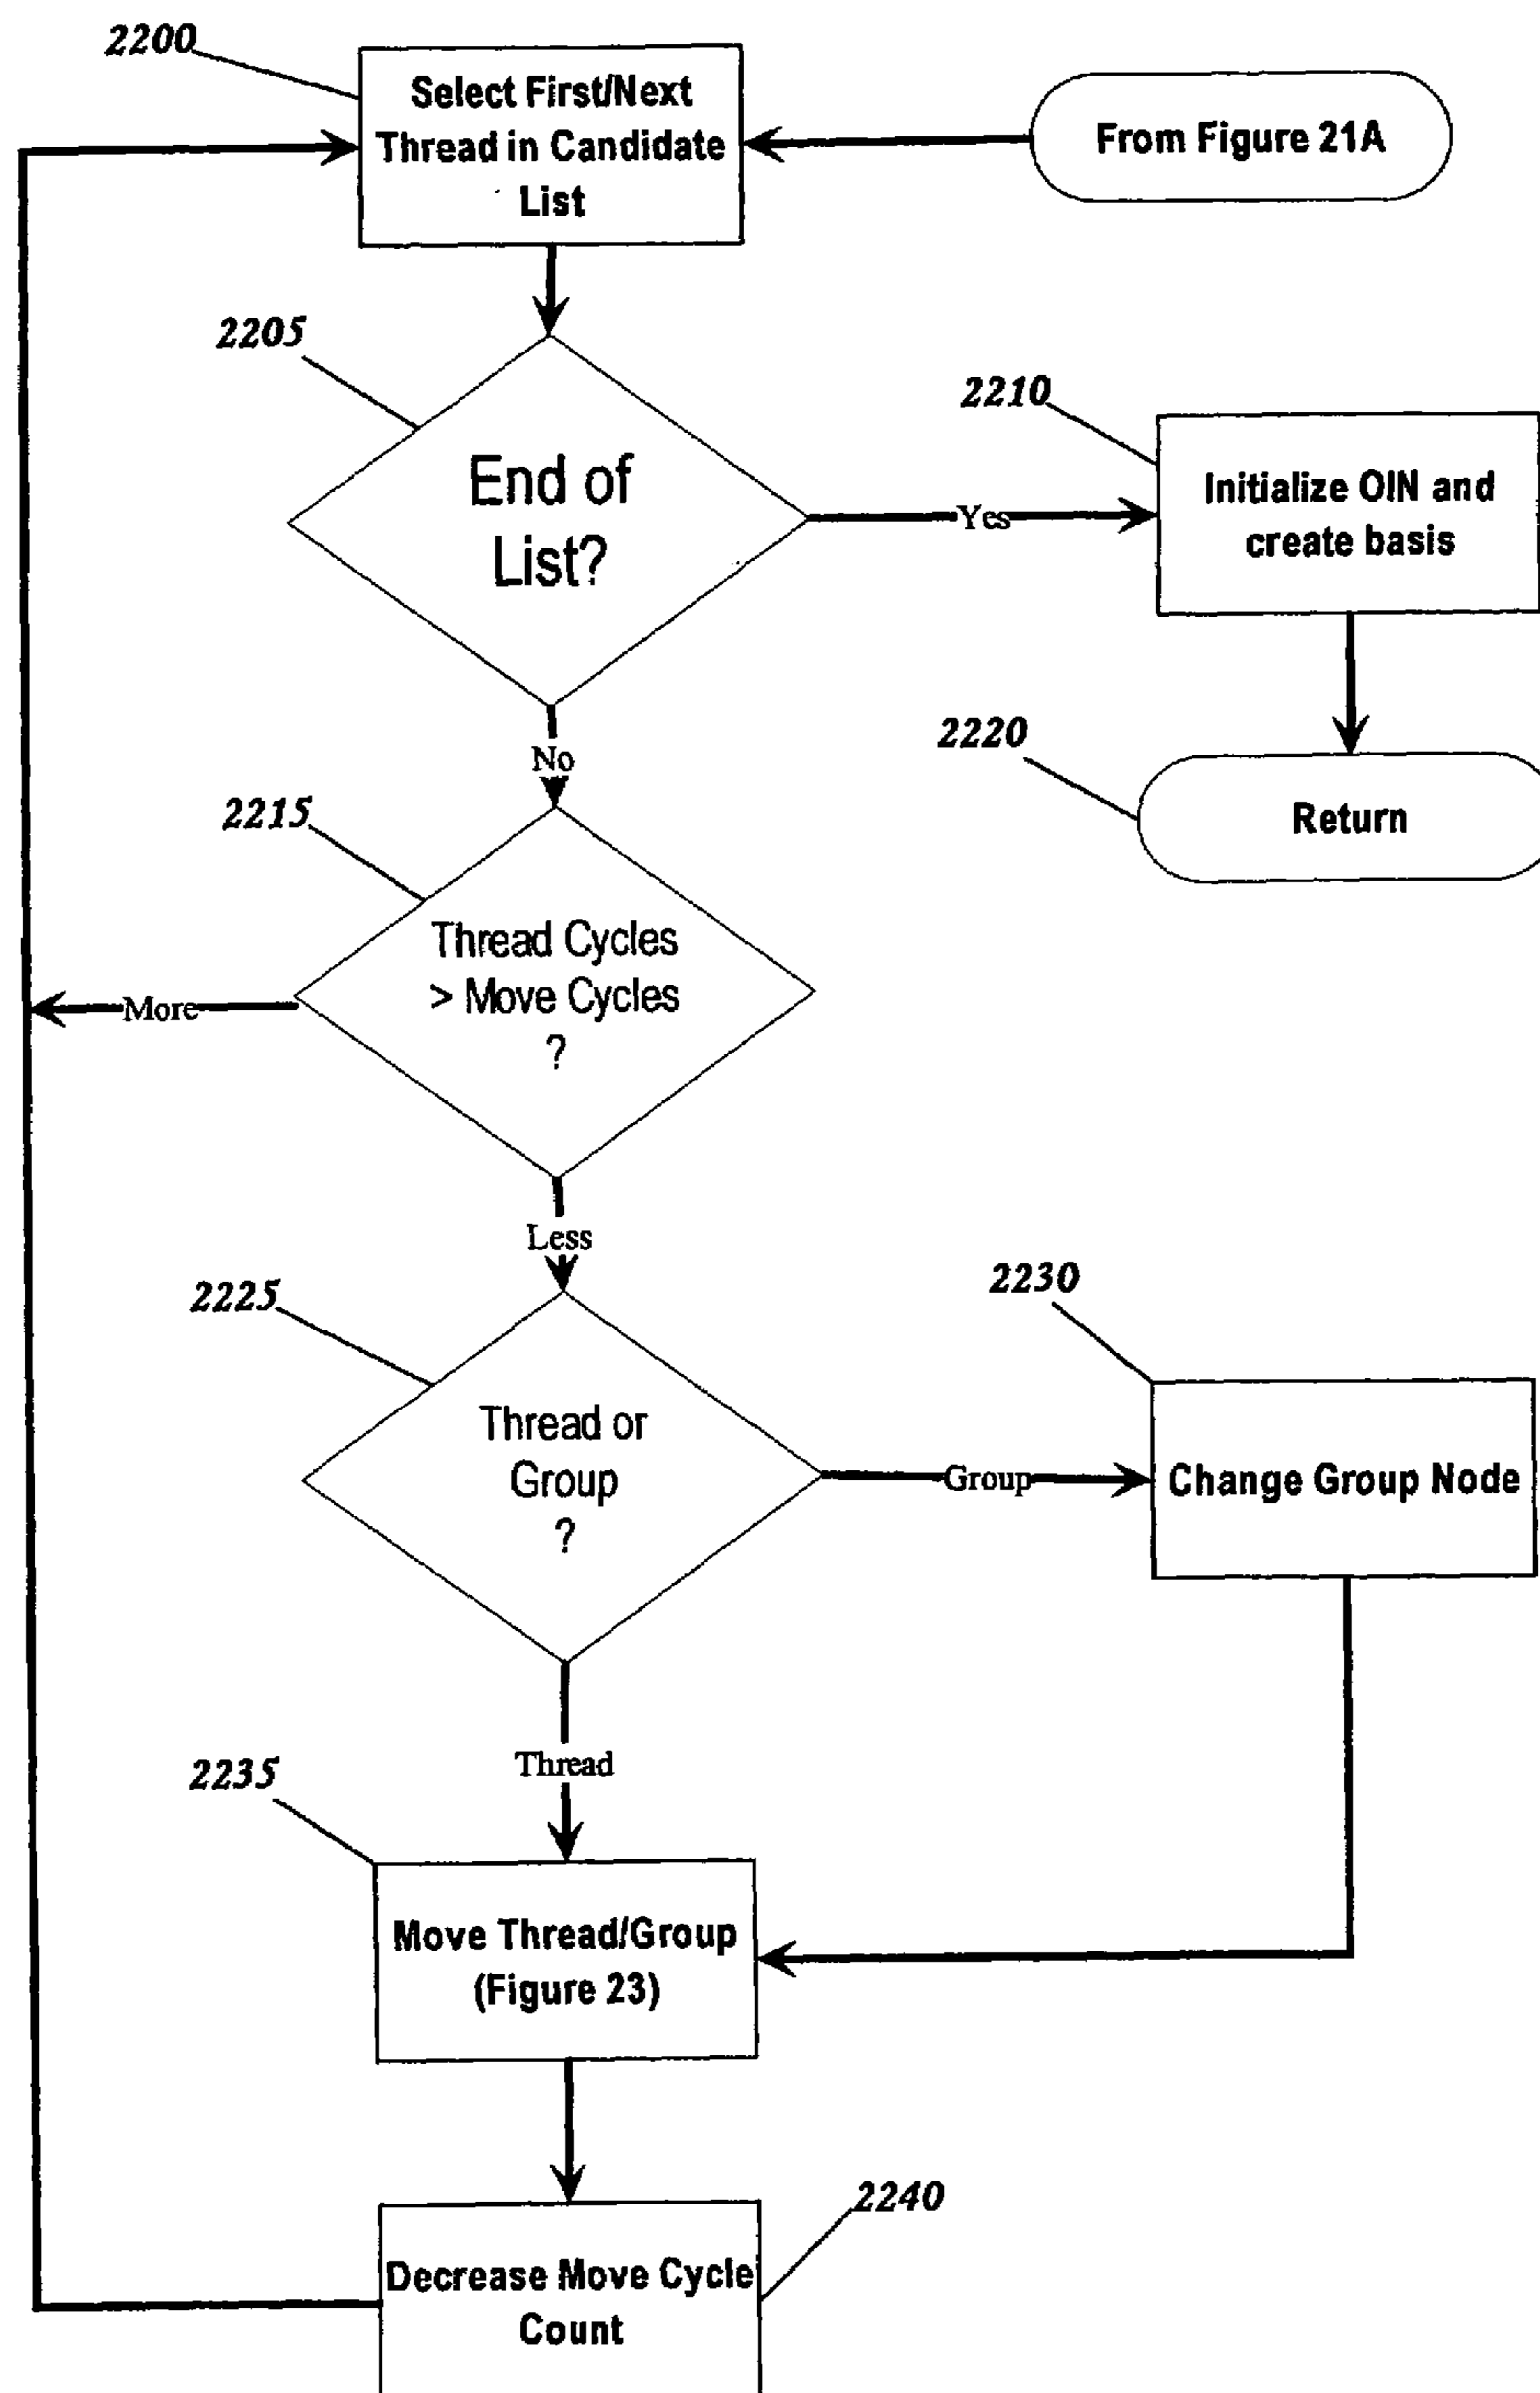 2200
Select First/Next
Thread in Candidate
List
From Figure 21A
2205
End of
List?
Yes
2210
Initialize OIN and
create basis
No
2220
Return
2215
Thread Cycles
> Move Cycles
?
More
Less
2225
Thread or
Group
?
Group
2230
Change Group Node
Thread
2235
Move Thread/Group
(Figure 23)
2240
Decrease Move Cycle
Count